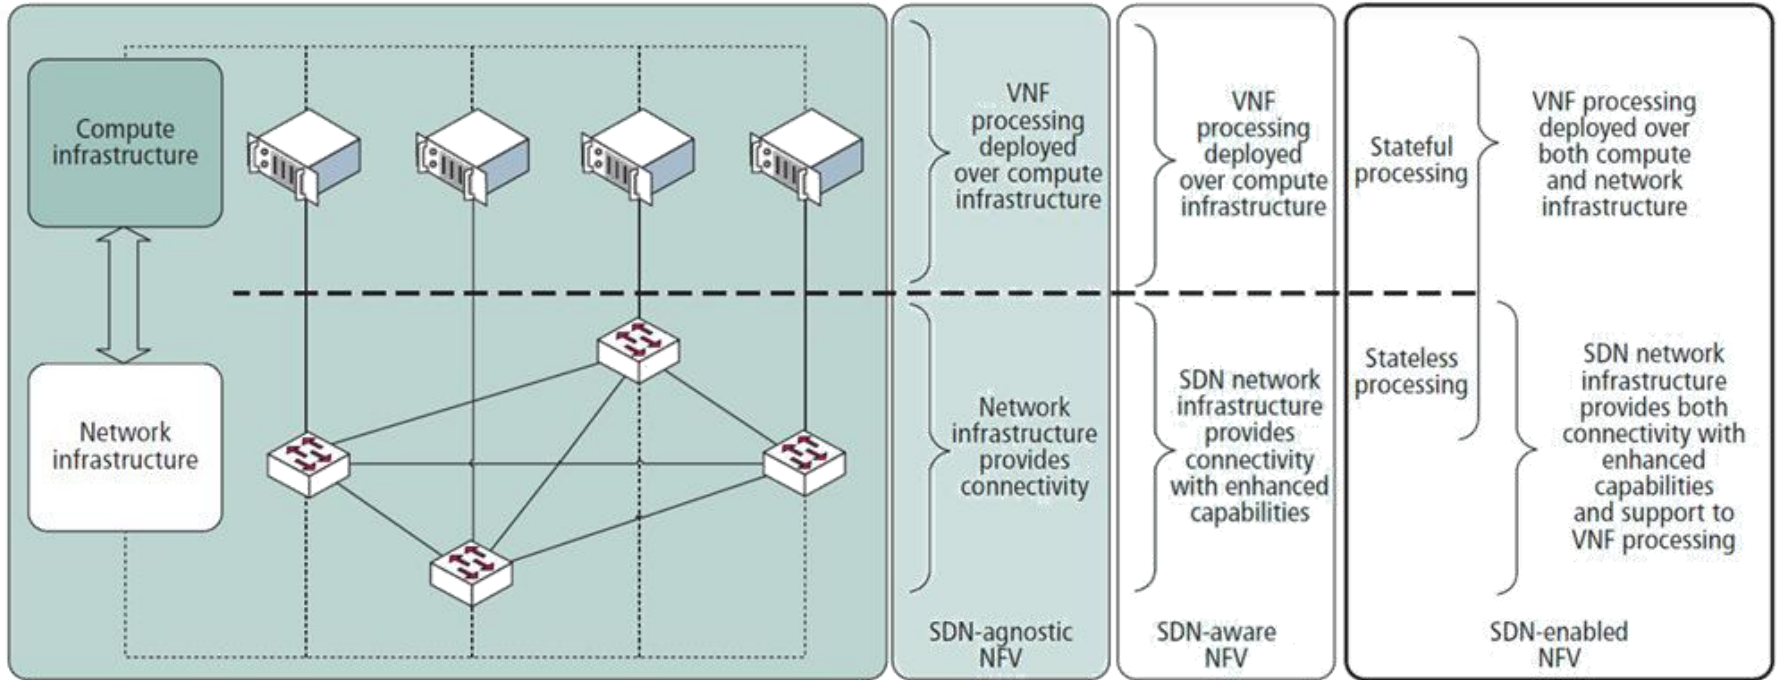 Compute
infrastructure
Network
infrastructure
VNF
processing
deployed
over compute
infrastructure
Network
infrastructure
provides
connectivity
SDN-agnostic
NFV
VNF
processing
deployed
over compute
infrastructure
SDN network
infrastructure
provides
connectivity
with enhanced
capabilities
SDN-aware
NFV
Stateful
processing
Stateless
processing
VNF processing
deployed over
both compute
and network
infrastructure
SDN network
infrastructure
provides both
connectivity with
enhanced
capabilities
and support to
VNF processing
SDN-enabled
NFV